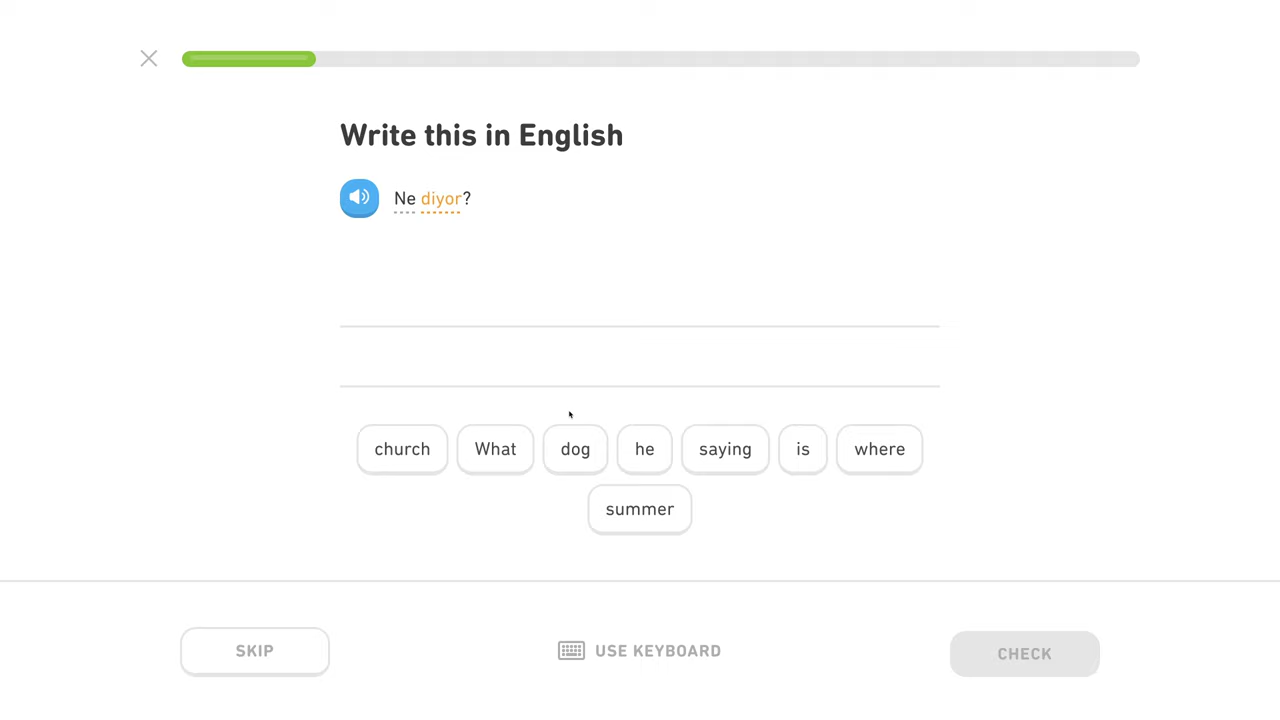 Write this in English
Ne diyor?
church What dog he saying is where
summer
SKIP USE KEYBOARD CHECK